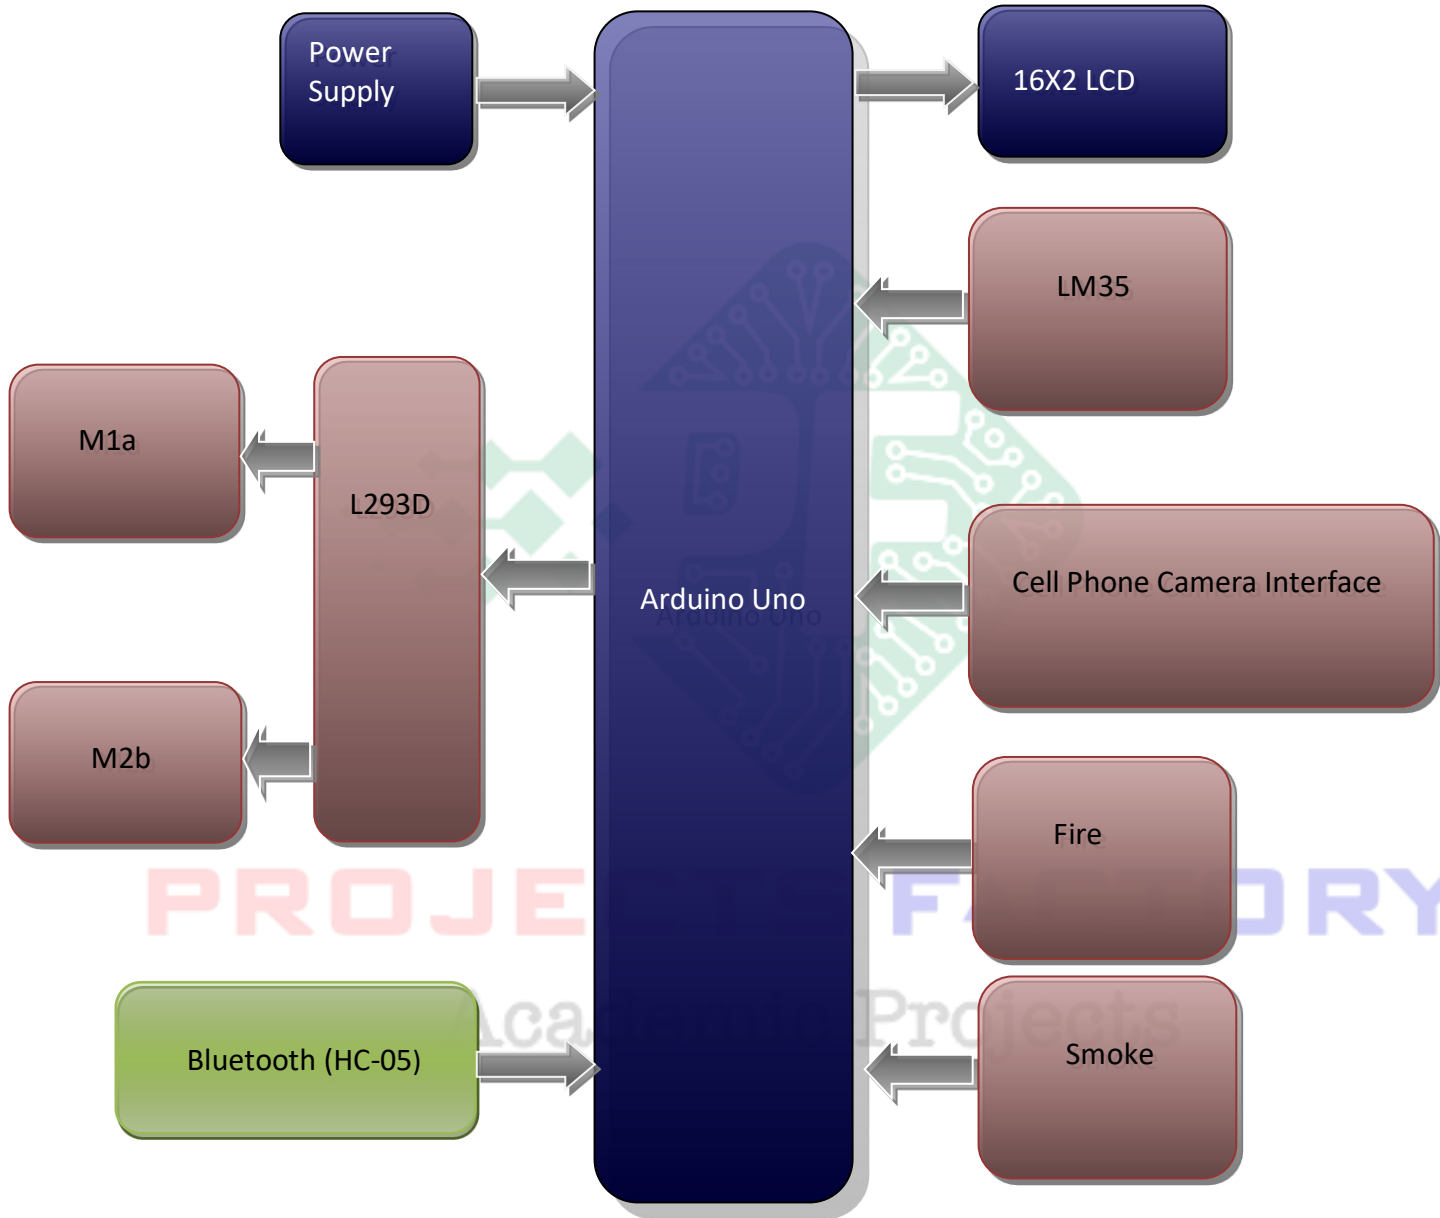 Power
Supply
16X2 LCD
LM35
M1a
L293D
Cell Phone Camera Interface
Arduino Uno
M2b
Fire
PROJECTS FACTORY
Academic Projects
Bluetooth (HC-05)
Smoke